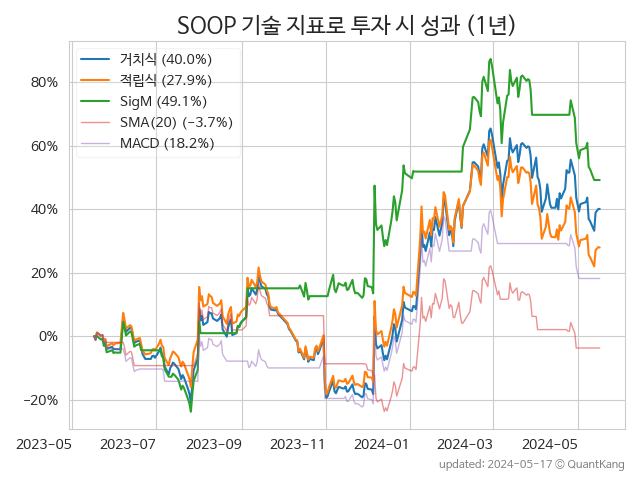 SOOP 기술 지표로 투자 시 성과 (1년)
거치식 (40.0%)
적립식 (27.9%)
SigM (49.1%)
SMA(20) (−3.7%)
MACD (18.2%)
80%
60%
40%
20%
0%
−20%
2023-05 2023-07 2023-09 2023-11 2024-01 2024-03 2024-05
updated: 2024-05-17 © QuantKang